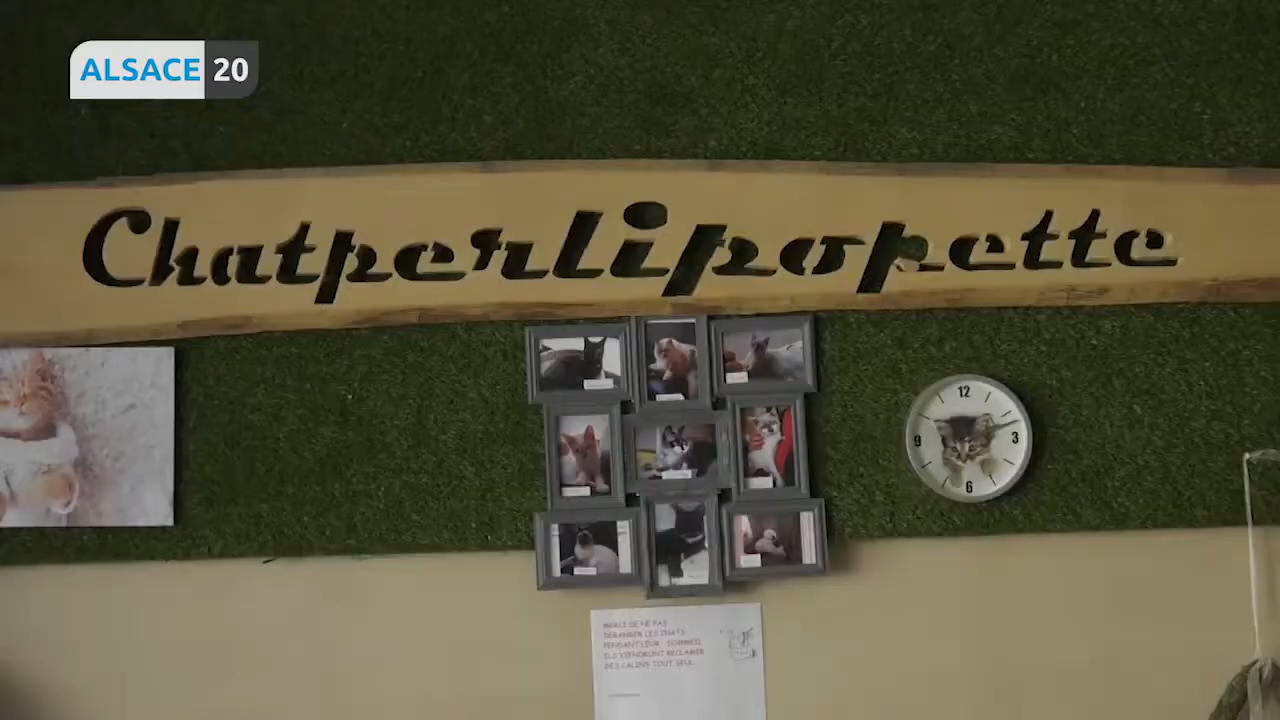 ALSACE 20
Chatperlipopette
12
9
3
6
MERCI DE NE PAS
DERANGER LES CHATS
PENDANT LEUR SOMMEIL
ILS VIENDRONT RECLAMER
DES CALINS TOUT SEUL